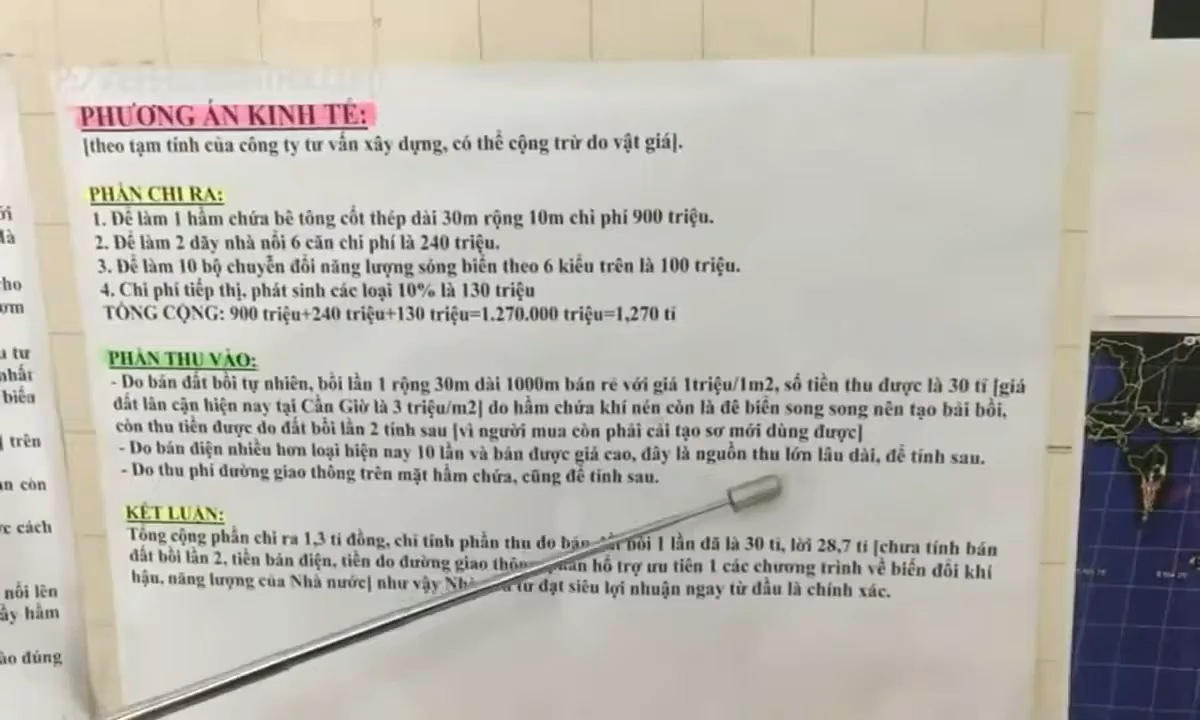 PHƯƠNG ÁN KINH TẾ:
[theo tạm tính của công ty tư vấn xây dựng, có thể cộng trừ do vật giá].
PHẦN CHI RA:
1. Để làm 1 hầm chứa bê tông cốt thép dài 30m rộng 10m chi phí 900 triệu.
2. Để làm 2 dãy nhà nổi 6 căn chi phí là 240 triệu.
3. Để làm 10 bộ chuyển đổi năng lượng sóng biển theo 6 kiểu trên là 100 triệu.
4. Chi phí tiếp thị, phát sinh các loại 10% là 130 triệu
TỔNG CỘNG: 900 triệu+240 triệu+130 triệu=1.270.000 triệu=1,270 tỉ
PHẦN THU VÀO:
- Do bán đất bồi tự nhiên, bồi lần 1 rộng 30m dài 1000m bán rẻ với giá 1triệu/1m2, số tiền thu được là 30 tỉ [giá
đất lân cận hiện nay tại Cần Giờ là 3 triệu/m2] do hầm chứa khí nén còn là đê biển song song nên tạo bãi bồi,
còn thu tiền được do đất bồi lần 2 tính sau [vì người mua còn phải cải tạo sơ mới dùng được]
- Do bán điện nhiều hơn loại hiện nay 10 lần và bán được giá cao, đây là nguồn thu lớn lâu dài, để tính sau.
- Do thu phí đường giao thông trên mặt hầm chứa, cũng để tính sau.
KẾT LUẬN:
Tổng cộng phần chi ra 1,3 tỉ đồng, chỉ tính phần thu do bán bồi 1 lần đã là 30 tỉ, lời 28,7 tỉ [chưa tính bán
đất bồi lần 2, tiền bán điện, tiền do đường giao hỗ trợ ưu tiên 1 các chương trình về biến đổi khí
hậu, năng lượng của Nhà nước] như vậy tư đạt siêu lợi nhuận ngay từ đầu là chính xác.
là
cho
tư
nhất
biển
trên
còn
cách
nổi lên
hầm
đúng